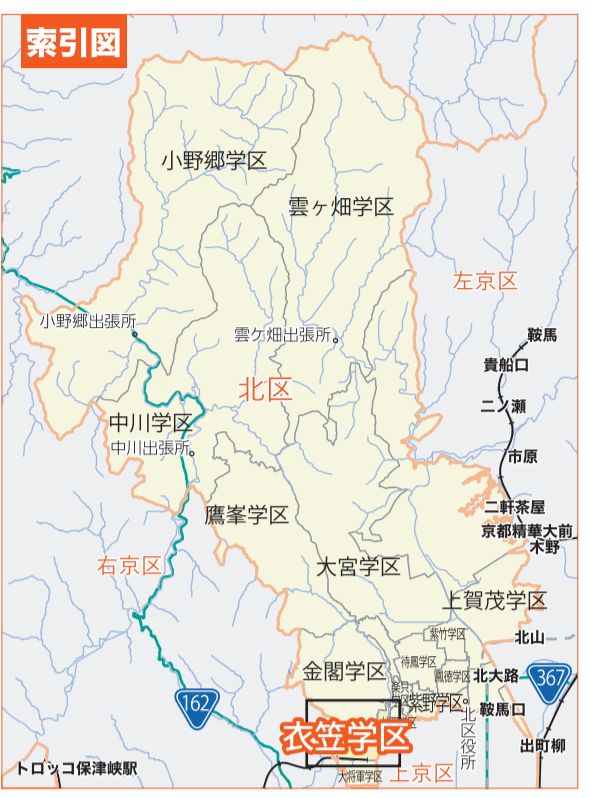 索引図
小野郷学区
雲ヶ畑学区
左京区
小野郷出張所
雲ケ畑出張所
鞍馬
貴船口
北区
二ノ瀬
中川学区
中川出張所
市原
鷹峯学区
二軒茶屋
京都精華大前
木野
右京区
大宮学区
上賀茂学区
紫竹学区
北山
待鳳学区
金閣学区
鳳徳学区
北大路
367
162
紫野学区
鞍馬口
北区役所
衣笠学区
出町柳
トロッコ保津峡駅
大将軍学区
上京区